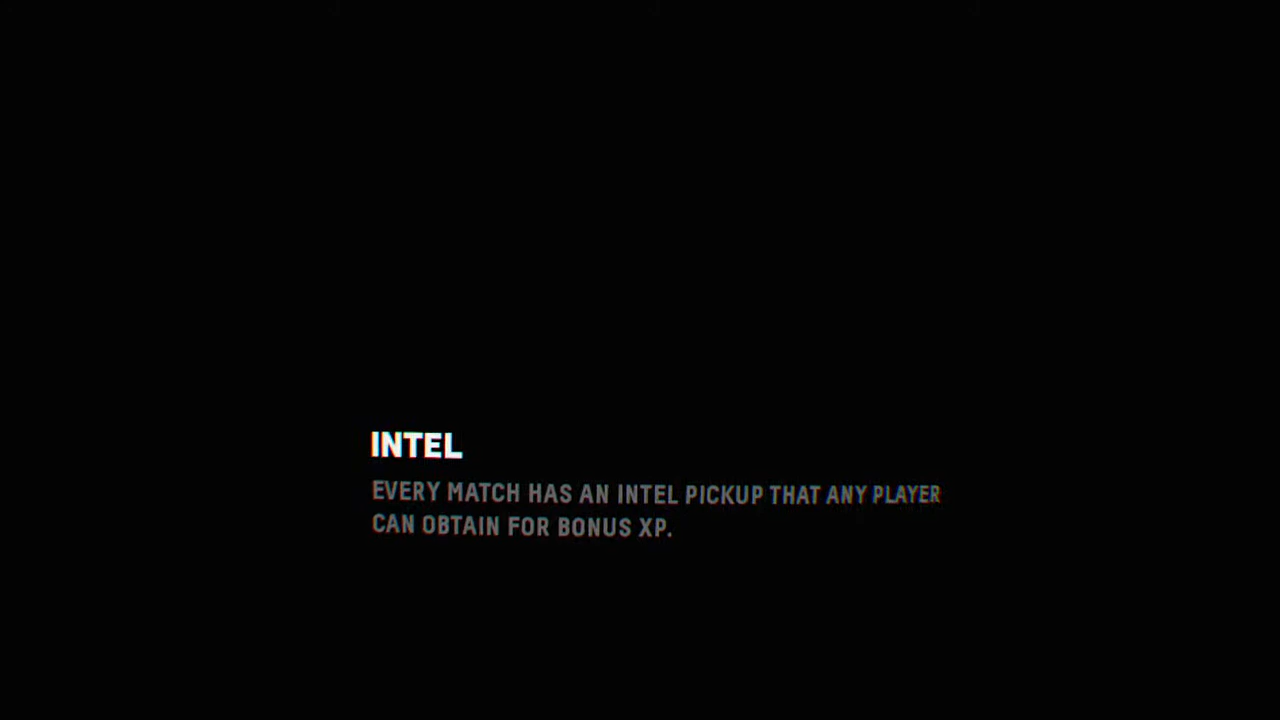 INTEL
EVERY MATCH HAS AN INTEL PICKUP THAT ANY PLAYER
CAN OBTAIN FOR BONUS XP.